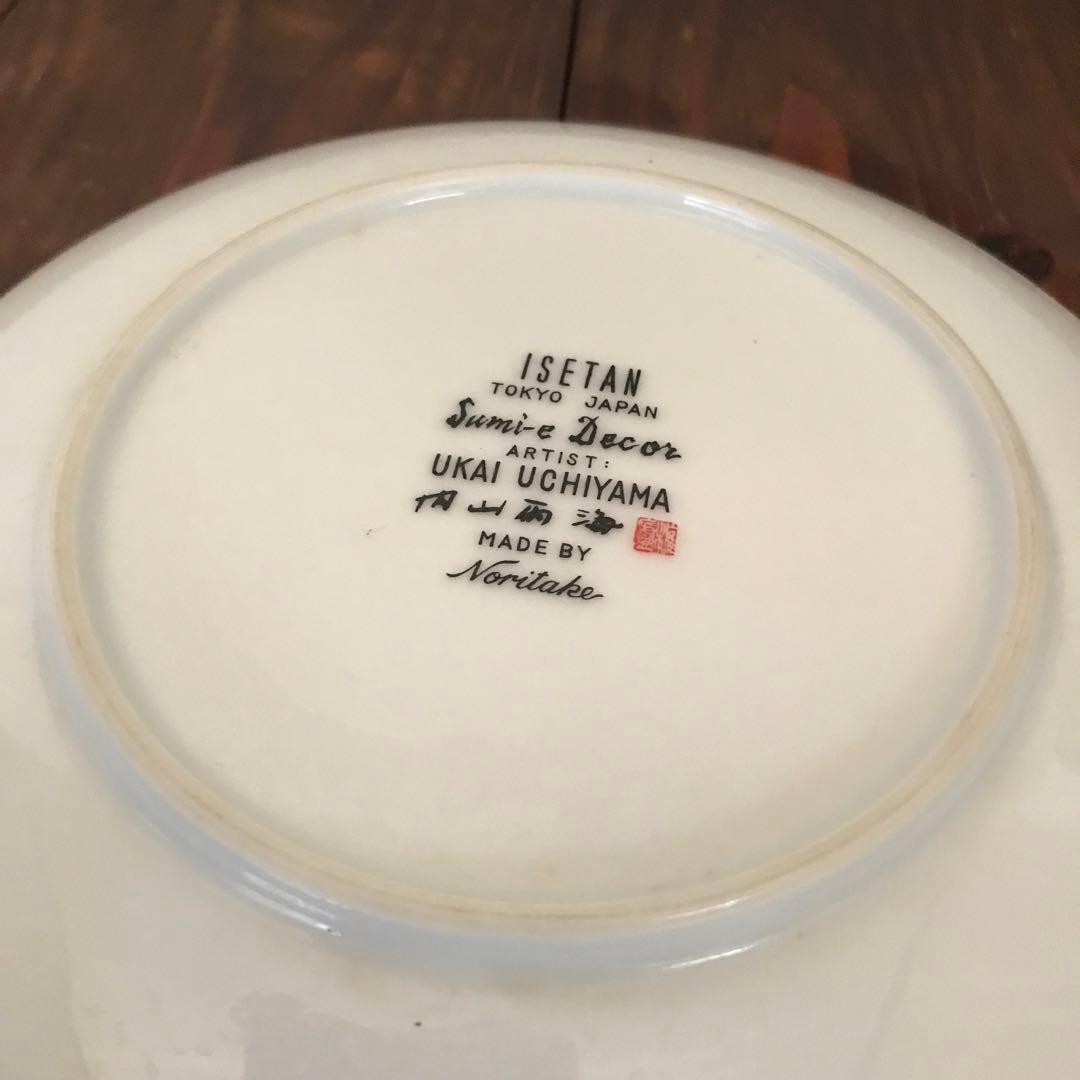 ISETAN
TOKYO JAPAN
Sumi-e Decor
ARTIST:
UKAI UCHIYAMA
内山雨海
MADE BY
Noritake